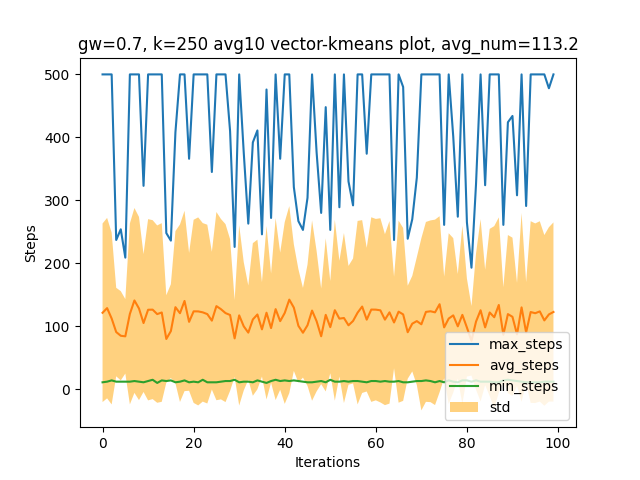 gw=0.7, k=250 avg10 vector-kmeans plot, avg_num=113.2
500
400
300
200
100
0
Steps
max_steps
avg_steps
min_steps
std
0 20 40 60 80 100
Iterations